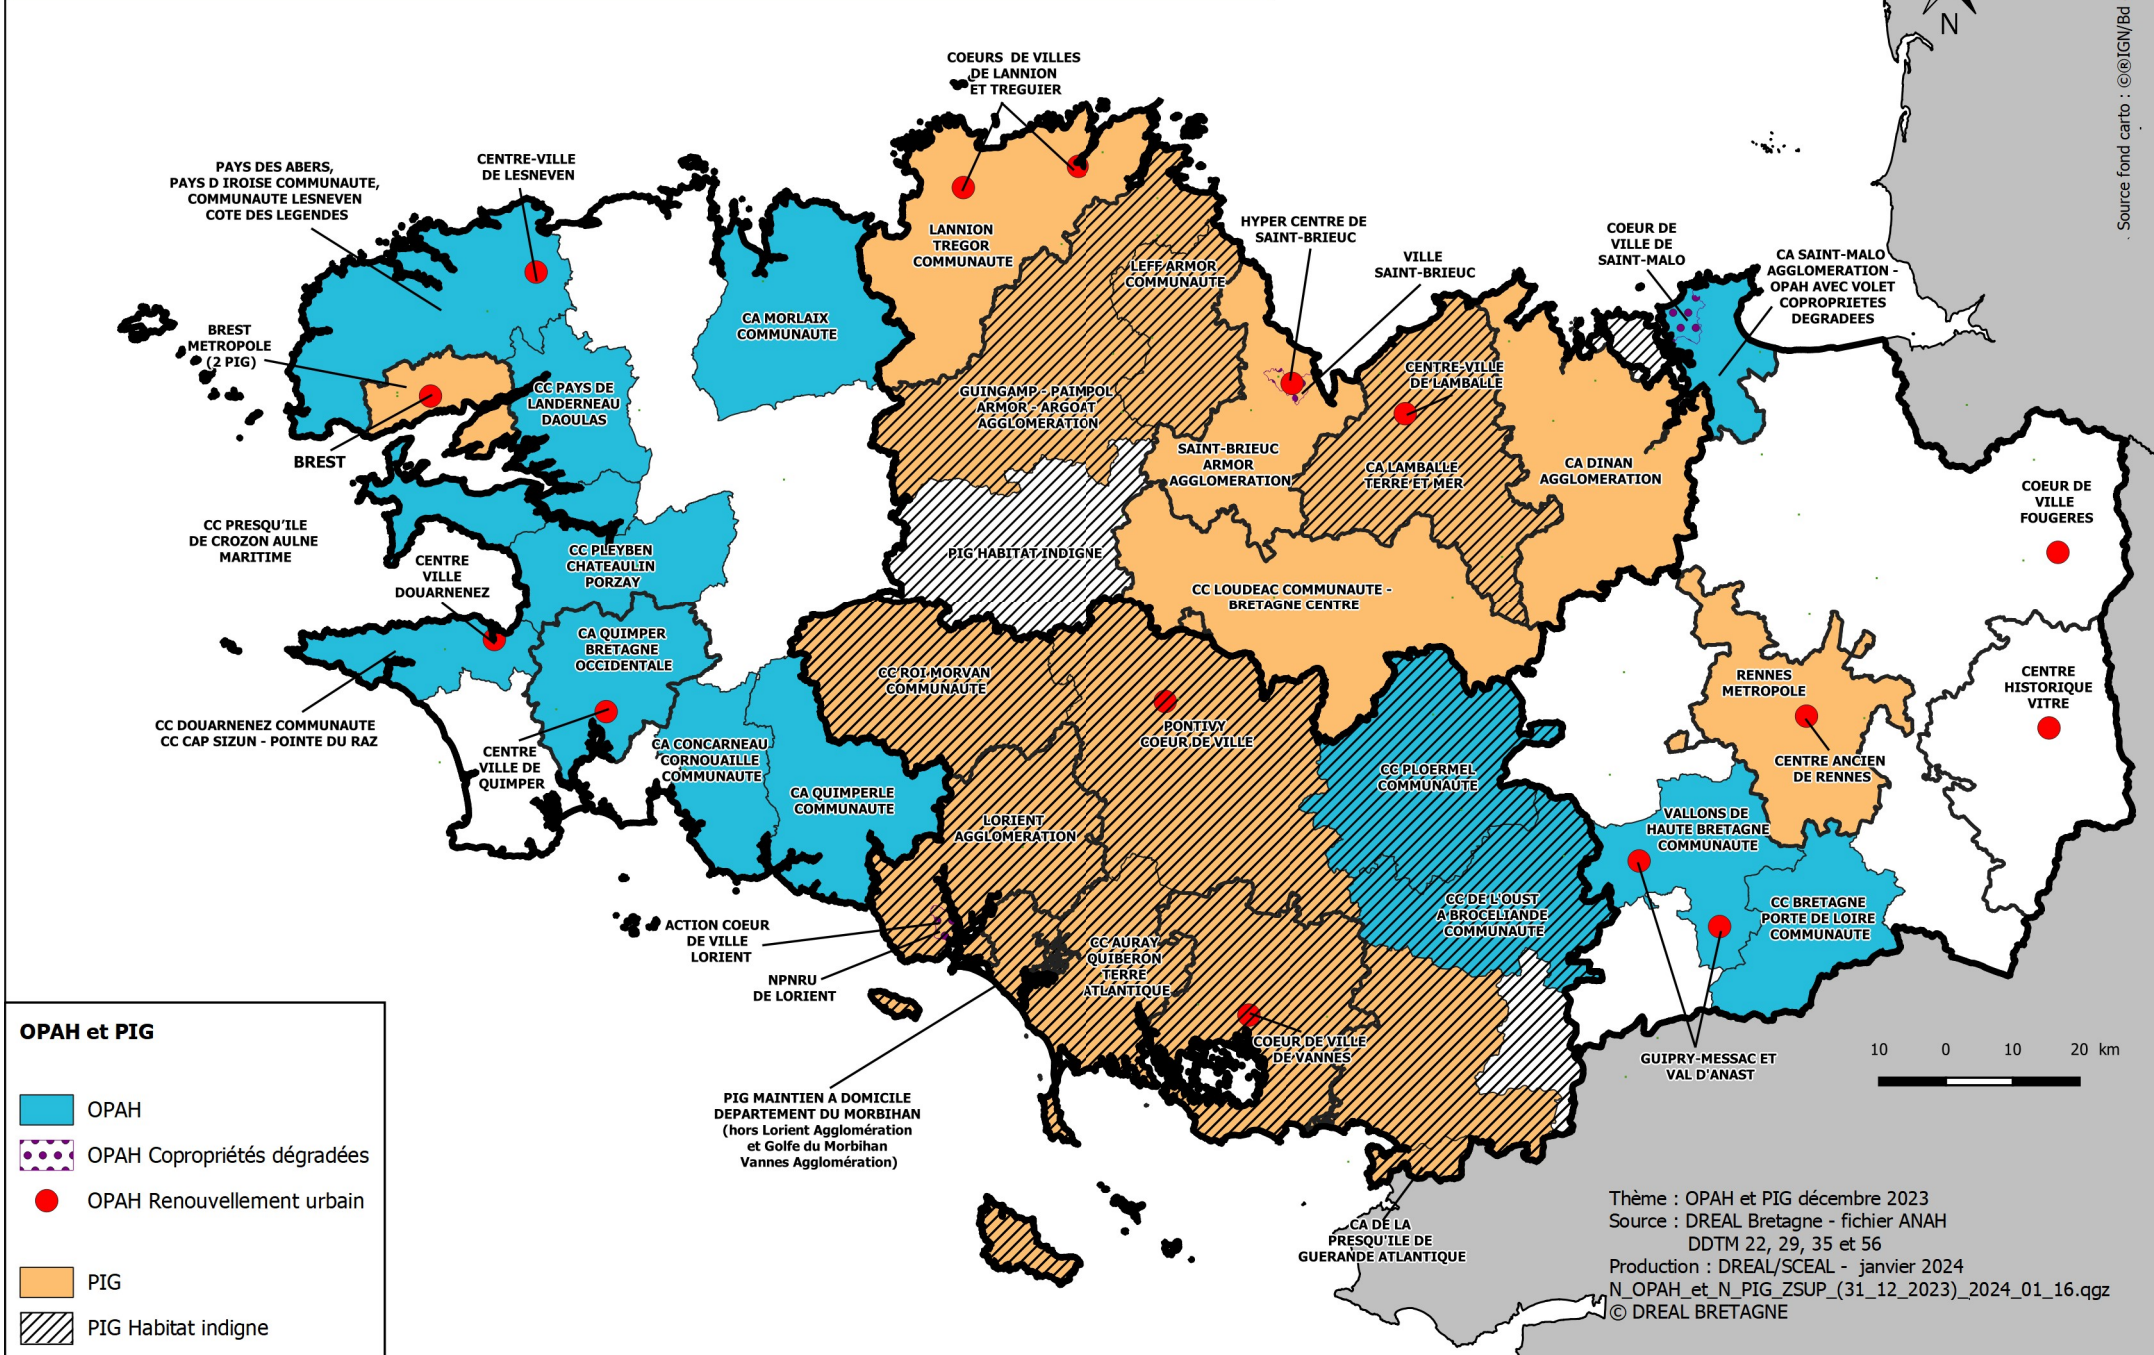 N
Source fond carto : ©®IGN/Bd
COEURS DE VILLES
DE LANNION
ET TREGUIER
PAYS DES ABERS,
PAYS D IROISE COMMUNAUTE,
COMMUNAUTE LESNEVEN
COTE DES LEGENDES
CENTRE-VILLE
DE LESNEVEN
LANNION
TREGOR
COMMUNAUTE
HYPER CENTRE DE
SAINT-BRIEUC
VILLE
SAINT-BRIEUC
COEUR DE
VILLE DE
SAINT-MALO
CA SAINT-MALO
AGGLOMERATION -
OPAH AVEC VOLET
COPROPRIETES
DEGRADEES
LEFF ARMOR
COMMUNAUTE
CA MORLAIX
COMMUNAUTE
BREST
METROPOLE
(2 PIG)
CC PAYS DE
LANDERNEAU
DAOULAS
GUINGAMP - PAIMPOL
ARMOR - ARGOAT
AGGLOMERATION
CENTRE-VILLE
DE LAMBALLE
BREST
SAINT-BRIEUC
ARMOR
AGGLOMERATION
CA LAMBALLE
TERRE ET MER
CA DINAN
AGGLOMERATION
COEUR DE
VILLE
FOUGERES
CC PRESQU'ILE
DE CROZON AULNE
MARITIME
CENTRE
VILLE
DOUARNENEZ
CC PLEYBEN
CHATEAULIN
PORZAY
PIG HABITAT INDIGNE
CC LOUDEAC COMMUNAUTE -
BRETAGNE CENTRE
CA QUIMPER
BRETAGNE
OCCIDENTALE
CC ROI MORVAN
COMMUNAUTE
RENNES
METROPOLE
CENTRE
HISTORIQUE
VITRE
CC DOUARNENEZ COMMUNAUTE
CC CAP SIZUN - POINTE DU RAZ
CENTRE
VILLE DE
QUIMPER
CA CONCARNEAU
CORNOUAILLE
COMMUNAUTE
PONTIVY
COEUR DE VILLE
CC PLOERMEL
COMMUNAUTE
CENTRE ANCIEN
DE RENNES
CA QUIMPERLE
COMMUNAUTE
LORIENT
AGGLOMERATION
VALLONS DE
HAUTE BRETAGNE
COMMUNAUTE
ACTION COEUR
DE VILLE
LORIENT
CC AURAY
QUIBERON
TERRE
ATLANTIQUE
CC DE L'OUST
A BROCELIANDE
COMMUNAUTE
CC BRETAGNE
PORTE DE LOIRE
COMMUNAUTE
NPNRU
DE LORIENT
COEUR DE VILLE
DE VANNES
GUIPRY-MESSAC ET
VAL D'ANAST
10 0 10 20 km
PIG MAINTIEN A DOMICILE
DEPARTEMENT DU MORBIHAN
(hors Lorient Agglomération
et Golfe du Morbihan
Vannes Agglomération)
CA DE LA
PRESQU'ILE DE
GUERANDE ATLANTIQUE
OPAH et PIG
OPAH
OPAH Copropriétés dégradées
OPAH Renouvellement urbain
PIG
PIG Habitat indigne
Thème : OPAH et PIG décembre 2023
Source : DREAL Bretagne - fichier ANAH
DDTM 22, 29, 35 et 56
Production : DREAL/SCEAL - janvier 2024
N_OPAH_et_N_PIG_ZSUP_(31_12_2023)_2024_01_16.qgz
© DREAL BRETAGNE